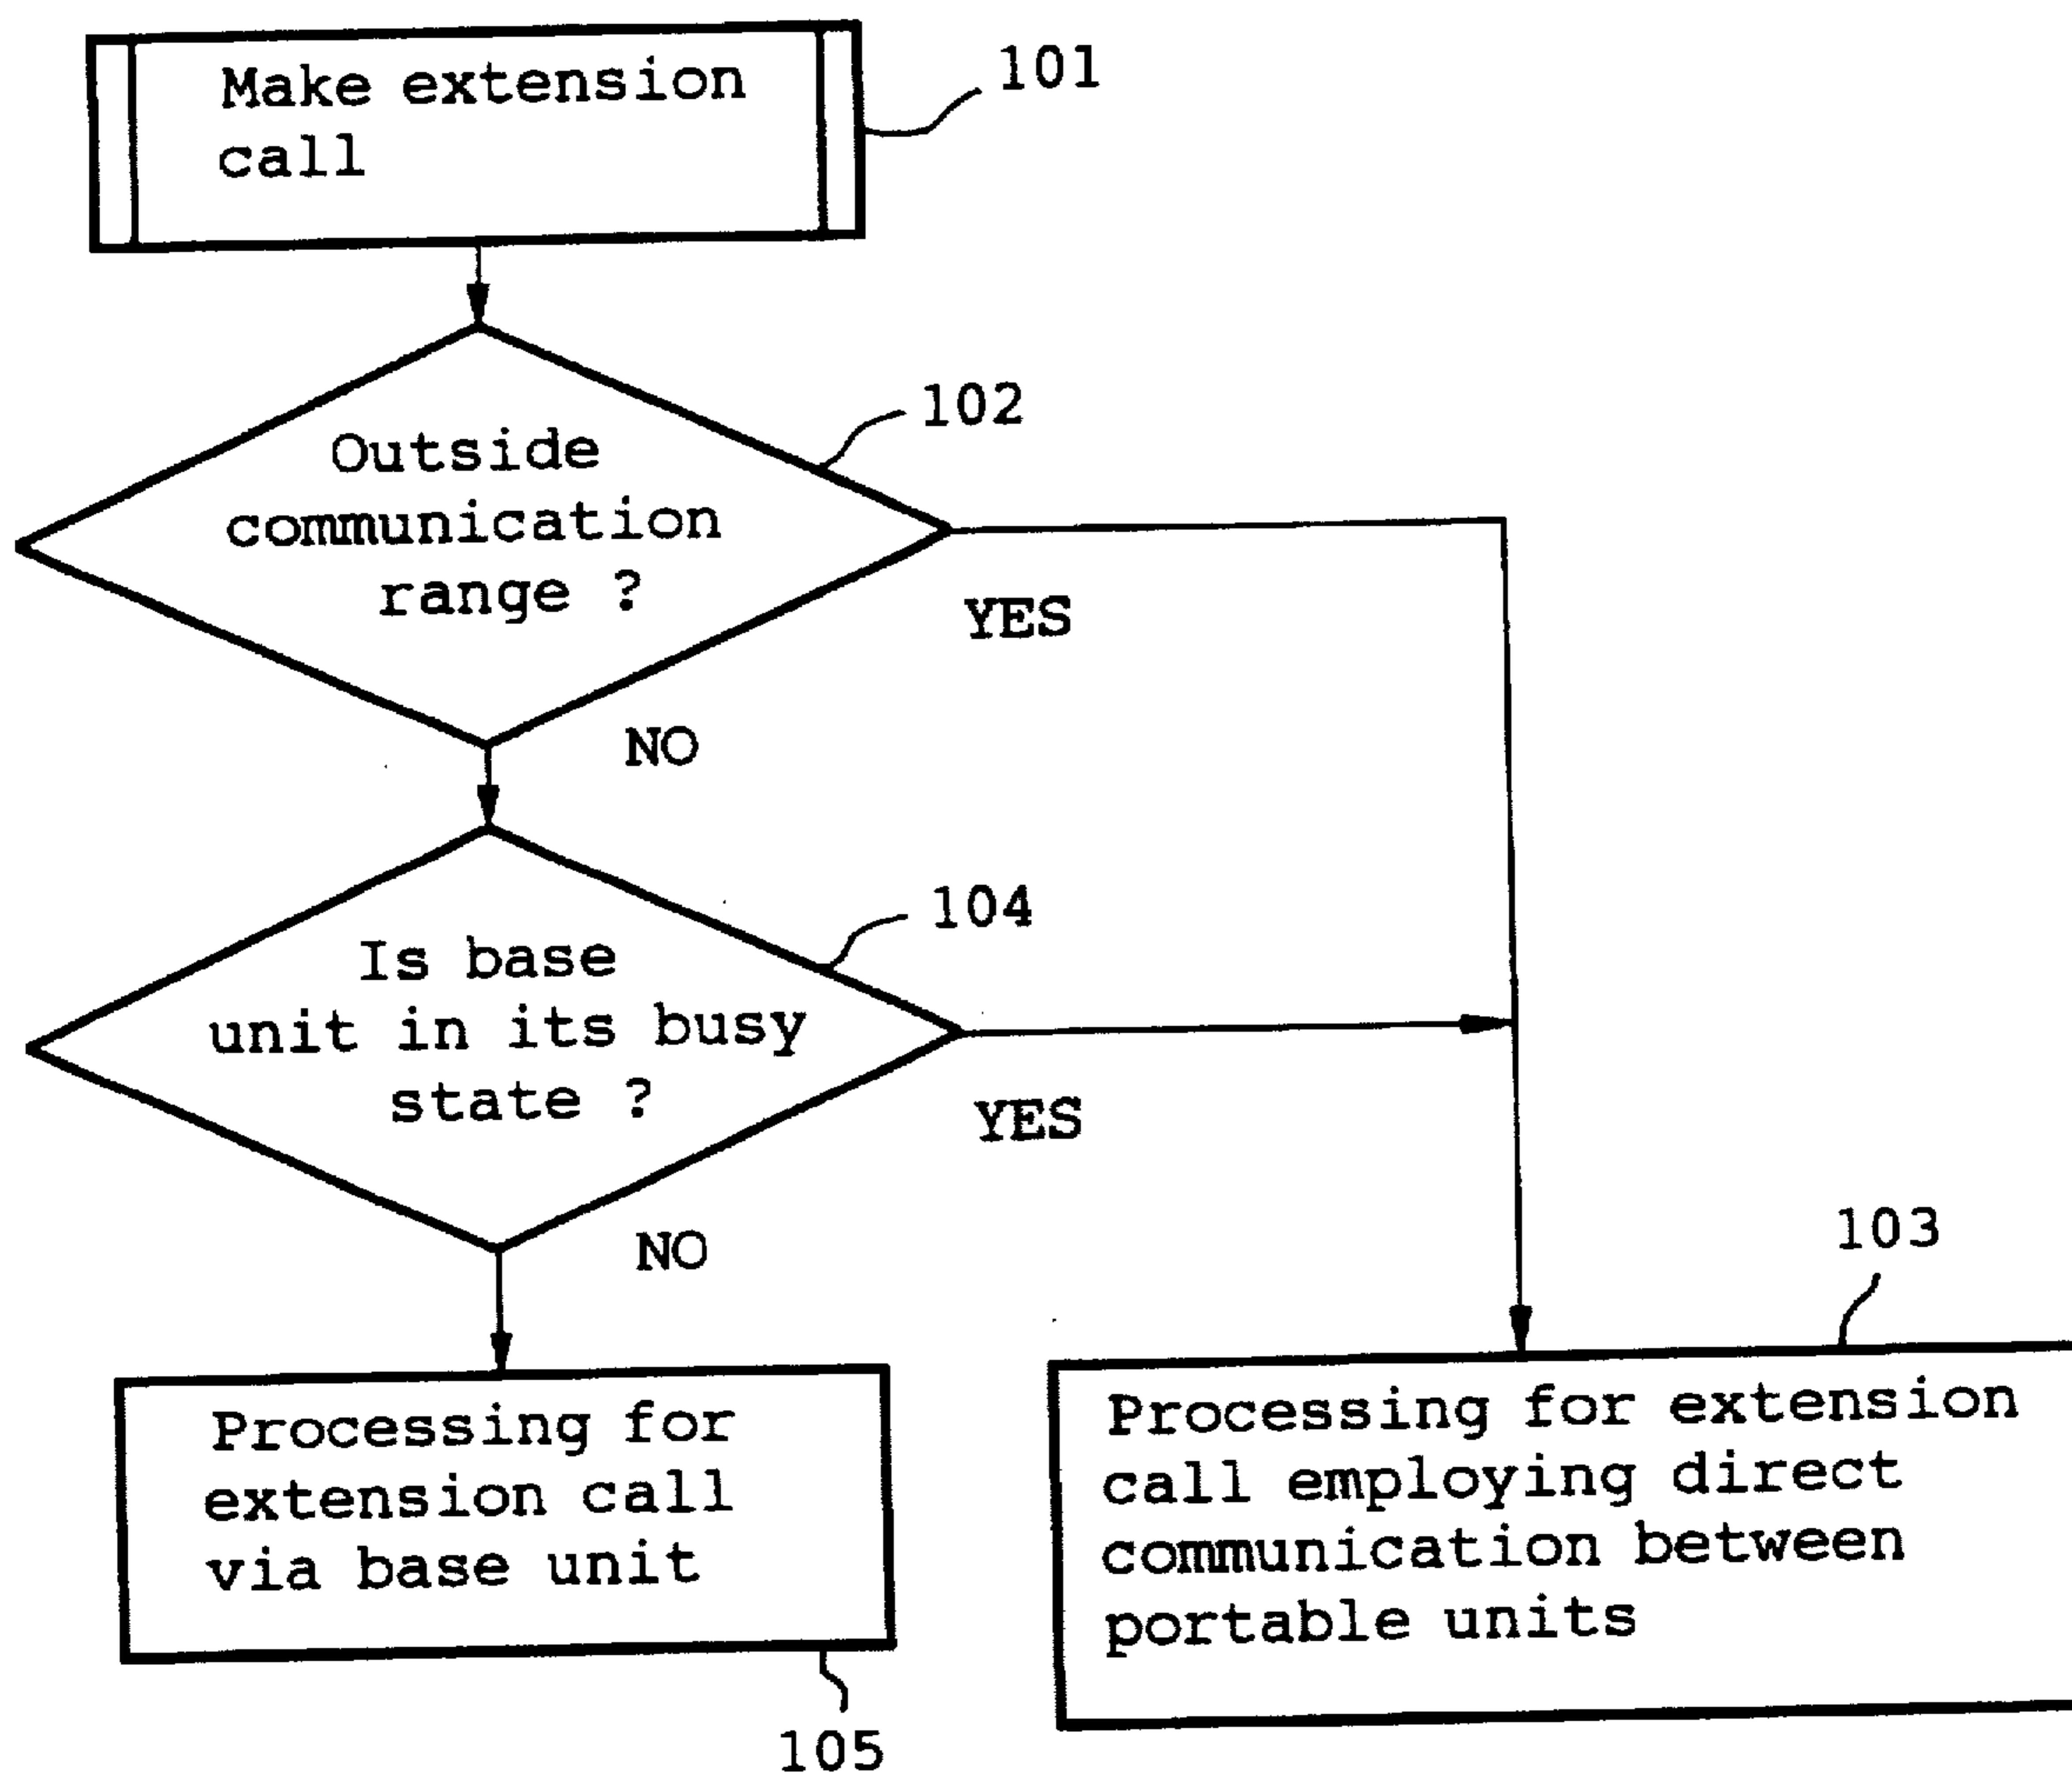 Make extension
call
101
Outside
communication
range ?
102
YES
NO
Is base
unit in its busy
state ?
104
YES
NO
103
Processing for
extension call
via base unit
105
Processing for extension
call employing direct
communication between
portable units